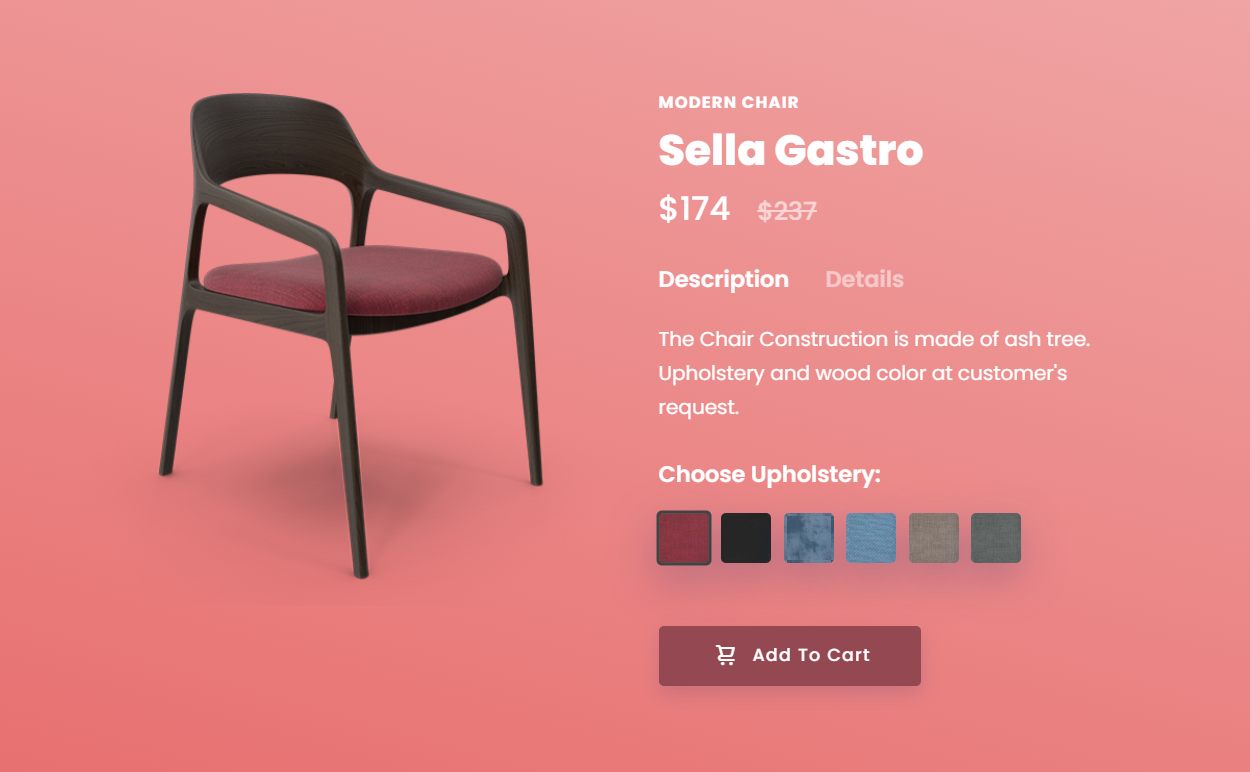 MODERN CHAIR
Sella Gastro
$174 $237
Description Details
The Chair Construction is made of ash tree.
Upholstery and wood color at customer's
request.
Choose Upholstery:
Add To Cart